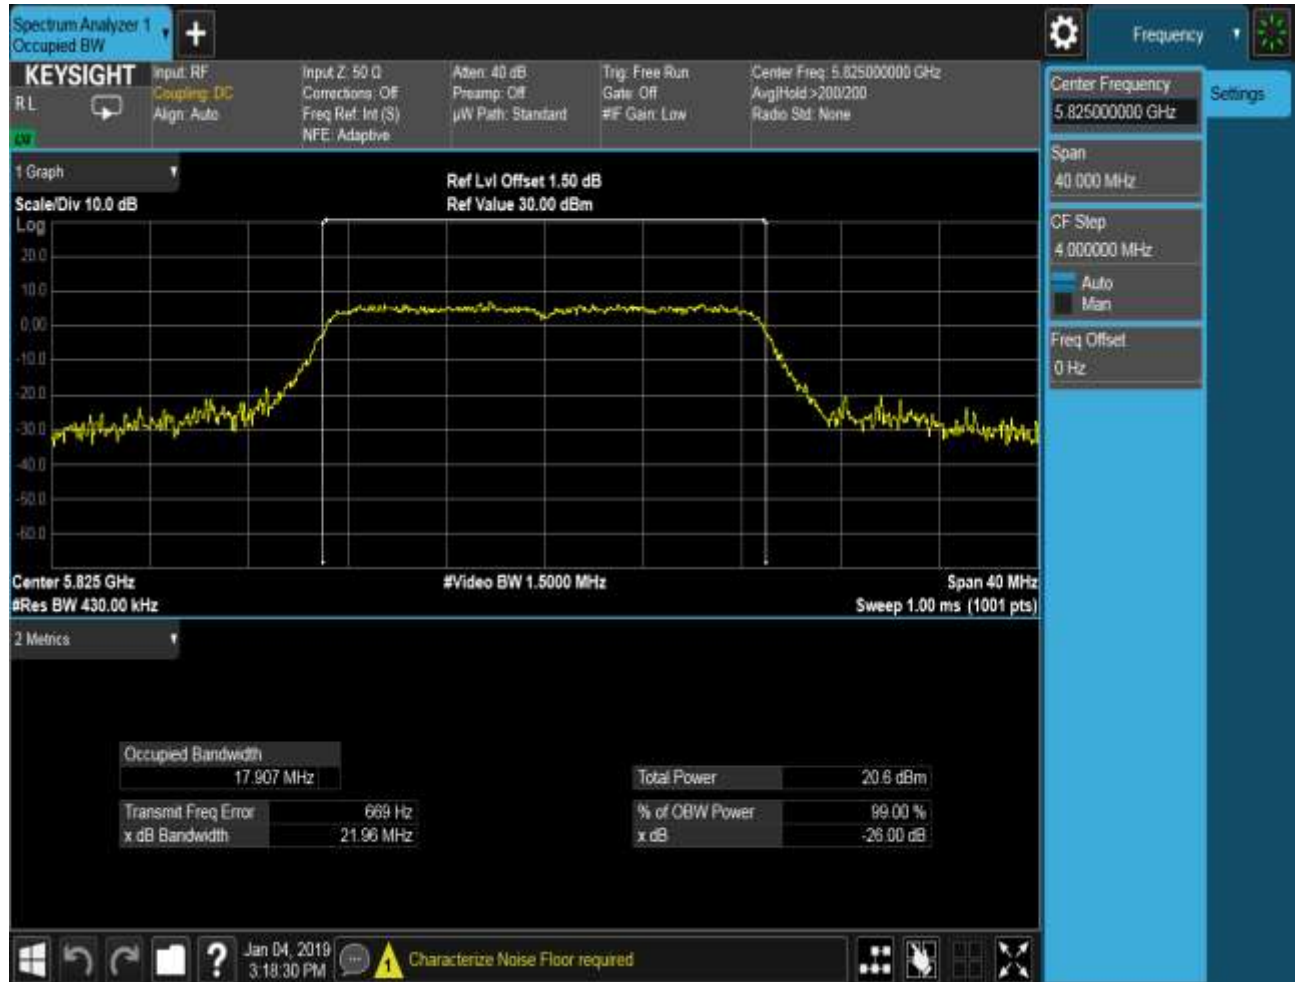 Spectrum Analyzer 1
Occupied BW
+
Frequency
KEYSIGHT
RL
Input: RF
Coupling: DC
Align: Auto
Input Z: 50 Ω
Corrections: Off
Freq Ref: Int (S)
NFE: Adaptive
Atten: 40 dB
Preamp: Off
µW Path: Standard
Trig: Free Run
Gate: Off
#IF Gain: Low
Center Freq: 5.825000000 GHz
Avg|Hold:>200/200
Radio Std: None
Center Frequency
5.825000000 GHz
Settings
Span
40.000 MHz
CF Step
4.000000 MHz
Auto
Man
Freq Offset
0 Hz
1 Graph
Scale/Div 10.0 dB
Ref Lvl Offset 1.50 dB
Ref Value 30.00 dBm
Log
20.0
10.0
0.00
-10.0
-20.0
-30.0
-40.0
-50.0
-60.0
Center 5.825 GHz
#Video BW 1.5000 MHz
Span 40 MHz
#Res BW 430.00 kHz
Sweep 1.00 ms (1001 pts)
2 Metrics
Occupied Bandwidth
17.907 MHz
Total Power 20.6 dBm
Transmit Freq Error 669 Hz
% of OBW Power 99.00 %
x dB Bandwidth 21.96 MHz
x dB -26.00 dB
?
Jan 04, 2019
3:18:30 PM
1
Characterize Noise Floor required